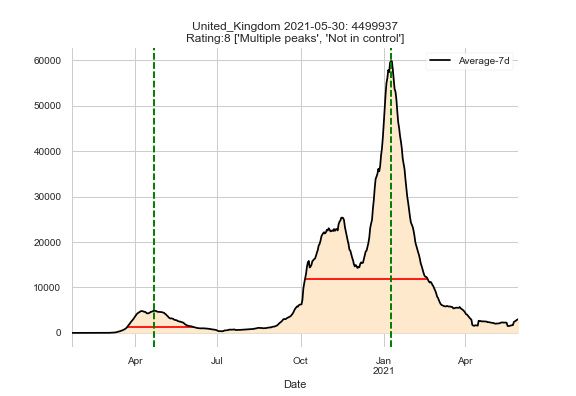 United_Kingdom 2021-05-30: 4499937
Rating:8 ['Multiple peaks', 'Not in control']
Average-7d
60000
50000
40000
30000
20000
10000
0
Apr
Jul
Oct
Jan
2021
Apr
Date